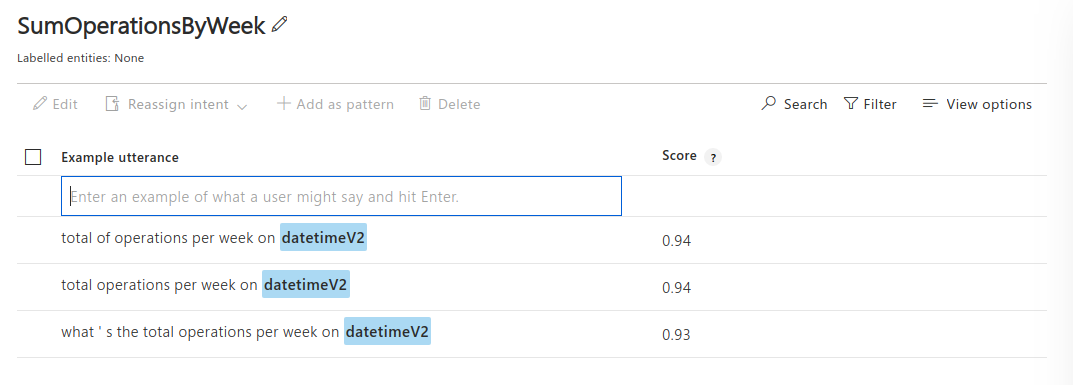 SumOperationsByWeek
Labelled entities: None
Edit Reassign intent Add as pattern Delete Search Filter View options
Example utterance Score ?
Enter an example of what a user might say and hit Enter.
total of operations per week on datetimeV2 0.94
total operations per week on datetimeV2 0.94
what ' s the total operations per week on datetimeV2 0.93